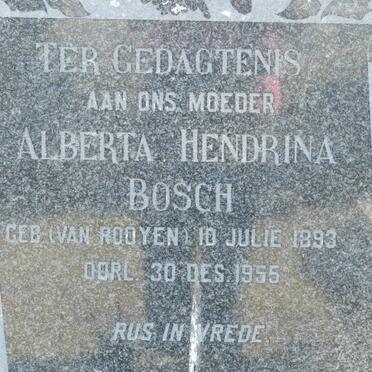 TER GEDAGTENIS
AAN ONS MOEDER
ALBERTA HENDRINA
BOSCH
GEB (VAN ROOYEN) 10 JULIE 1893
OORL. 30 DES. 1955
RUS IN VREDE